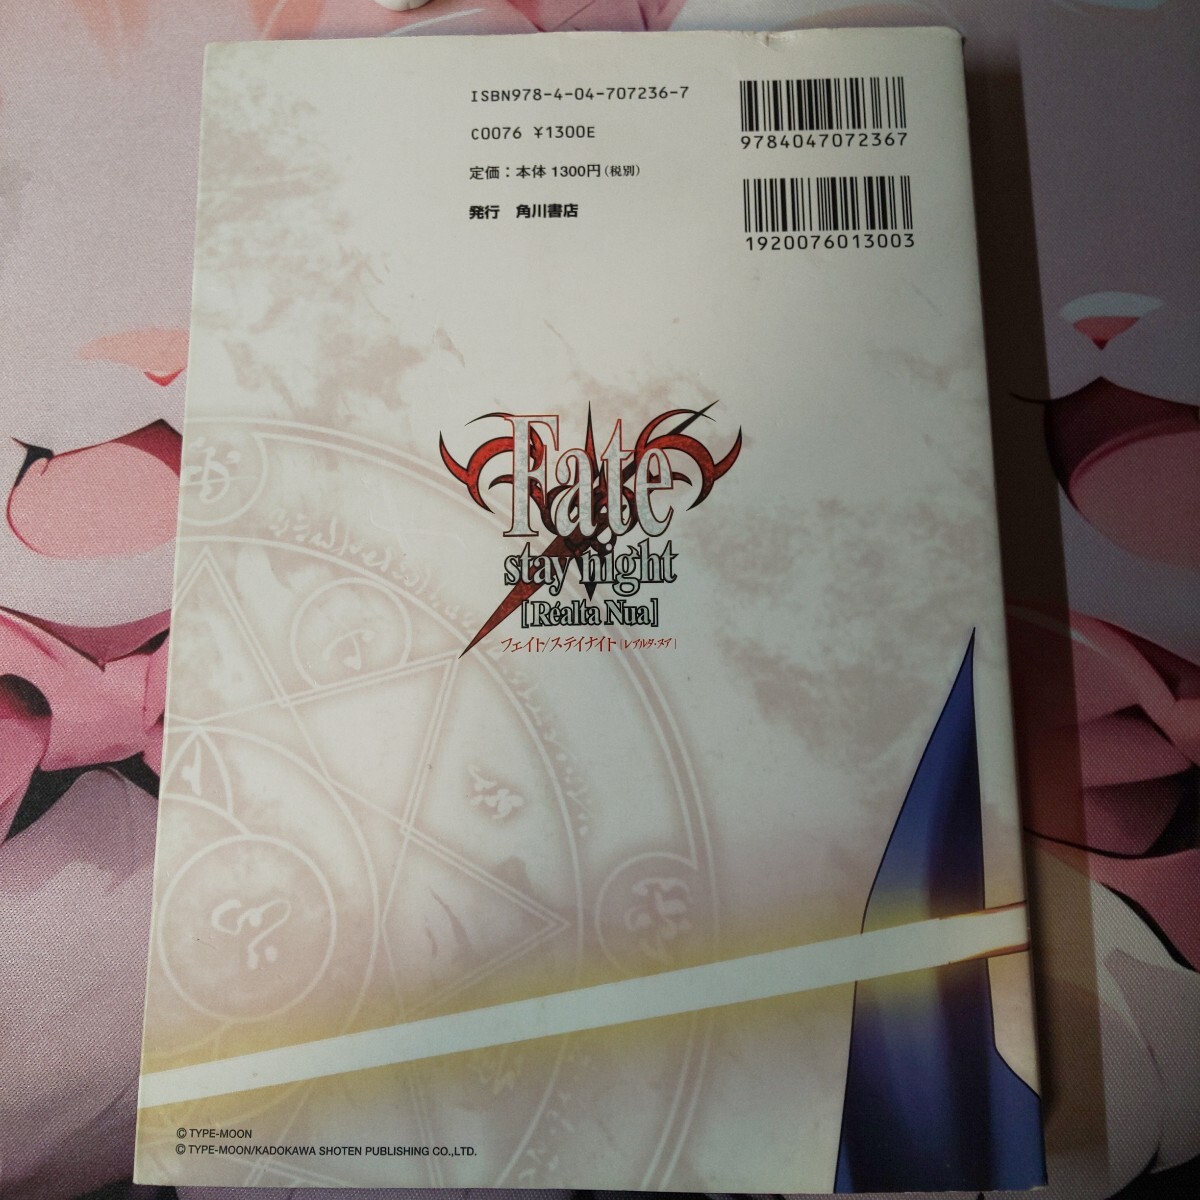 ISBN978-4-04-707236-7
C0076 ¥1300E
定価：本体1300円(税別)
発行 角川書店
9784047072367
1920076013003
Fate
stay night
[Réalta Nua]
フェイト/ステイナイト[レアルタ・ヌア]
© TYPE-MOON
© TYPE-MOON/KADOKAWA SHOTEN PUBLISHING CO.,LTD.